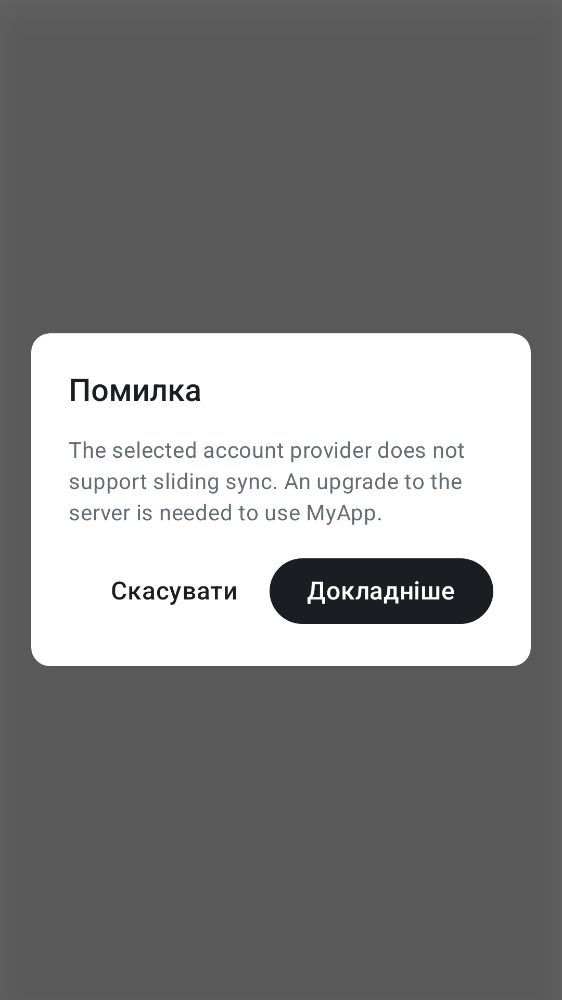 Помилка
The selected account provider does not
support sliding sync. An upgrade to the
server is needed to use MyApp.
Скасувати
Докладніше